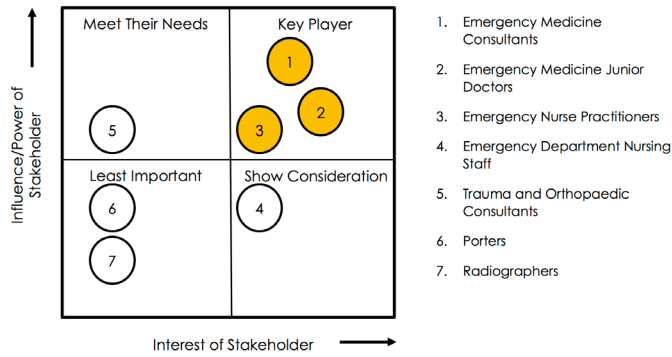 Meet Their Needs
Key Player
1
2
3
5
Least Important
Show Consideration
6
4
7
Influence/Power of
Stakeholder
Interest of Stakeholder
1. Emergency Medicine
Consultants
2. Emergency Medicine Junior
Doctors
3. Emergency Nurse Practitioners
4. Emergency Department Nursing
Staff
5. Trauma and Orthopaedic
Consultants
6. Porters
7. Radiographers